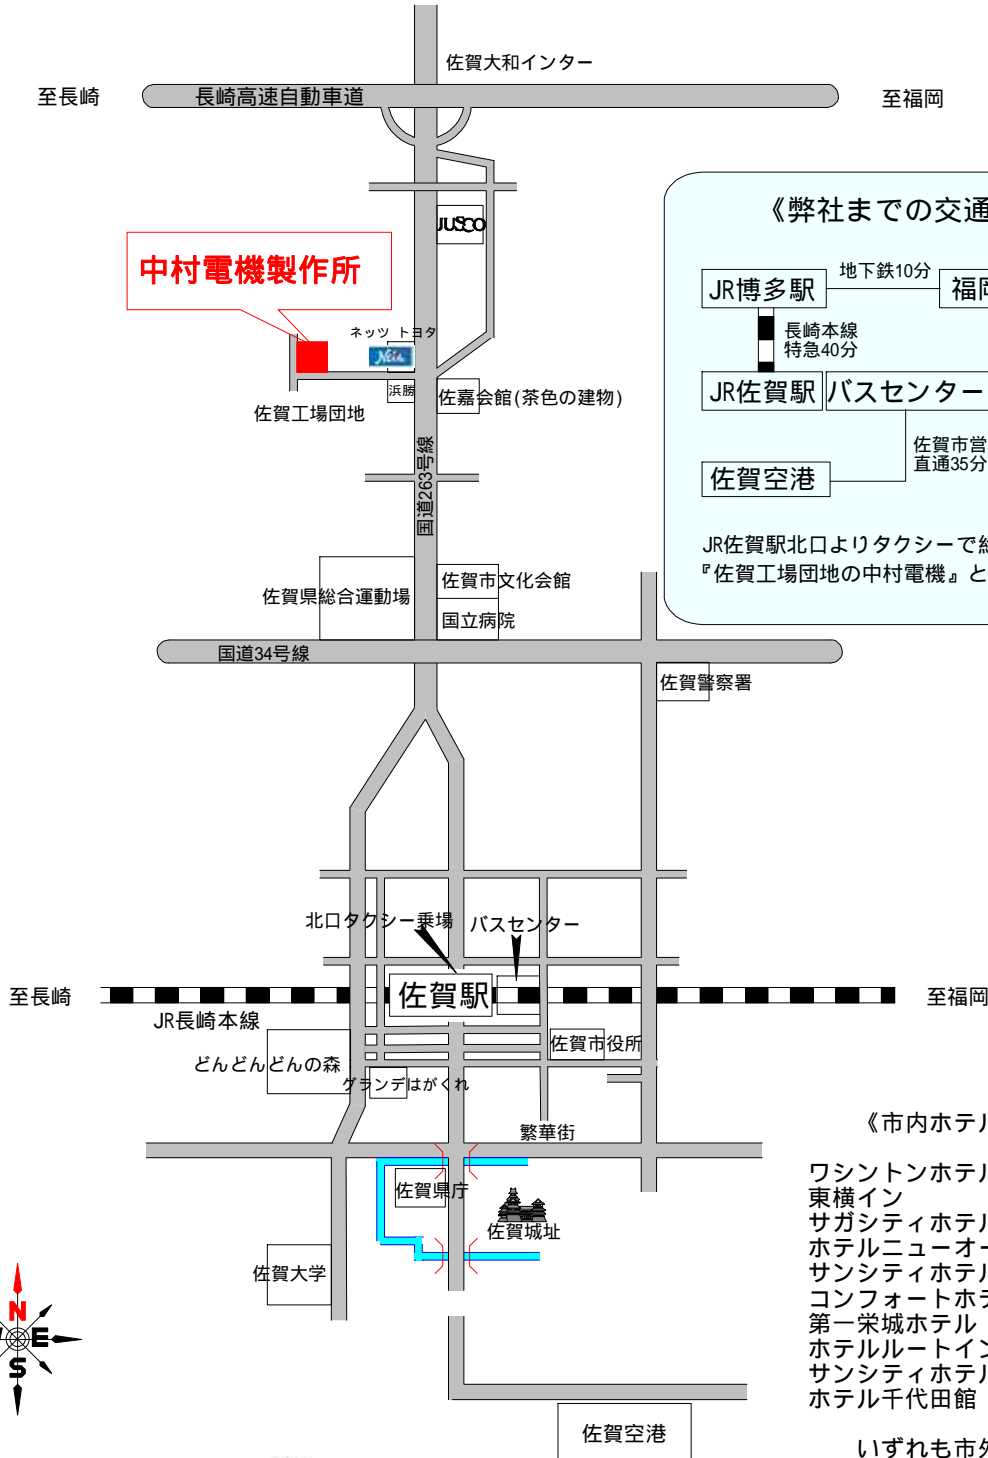 佐賀大和インター
至長崎
長崎高速自動車道
至福岡
JUSCO
中村電機製作所
ネッツ トヨタ
Netz
浜勝
佐嘉会館(茶色の建物)
佐賀工場団地
国道263号線
《弊社までの交通
JR博多駅
地下鉄10分
福岡
長崎本線
特急40分
JR佐賀駅
バスセンター
佐賀市営
直通35分
佐賀空港
JR佐賀駅北口よりタクシーで
『佐賀工場団地の中村電機』と
佐賀県総合運動場
佐賀市文化会館
国立病院
国道34号線
佐賀警察署
北口タクシー乗場
バスセンター
至長崎
佐賀駅
至福岡
JR長崎本線
どんどんどんの森
佐賀市役所
グランデはがくれ
繁華街
佐賀県庁
佐賀城址
佐賀大学
N
E
S
佐賀空港
《市内ホテル
ワシントンホテル
東横イン
サガシティホテル
ホテルニューオー
サンシティホテル
コンフォートホテ
第一栄城ホテル
ホテルルートイン
サンシティホテル
ホテル千代田館
いずれも市外